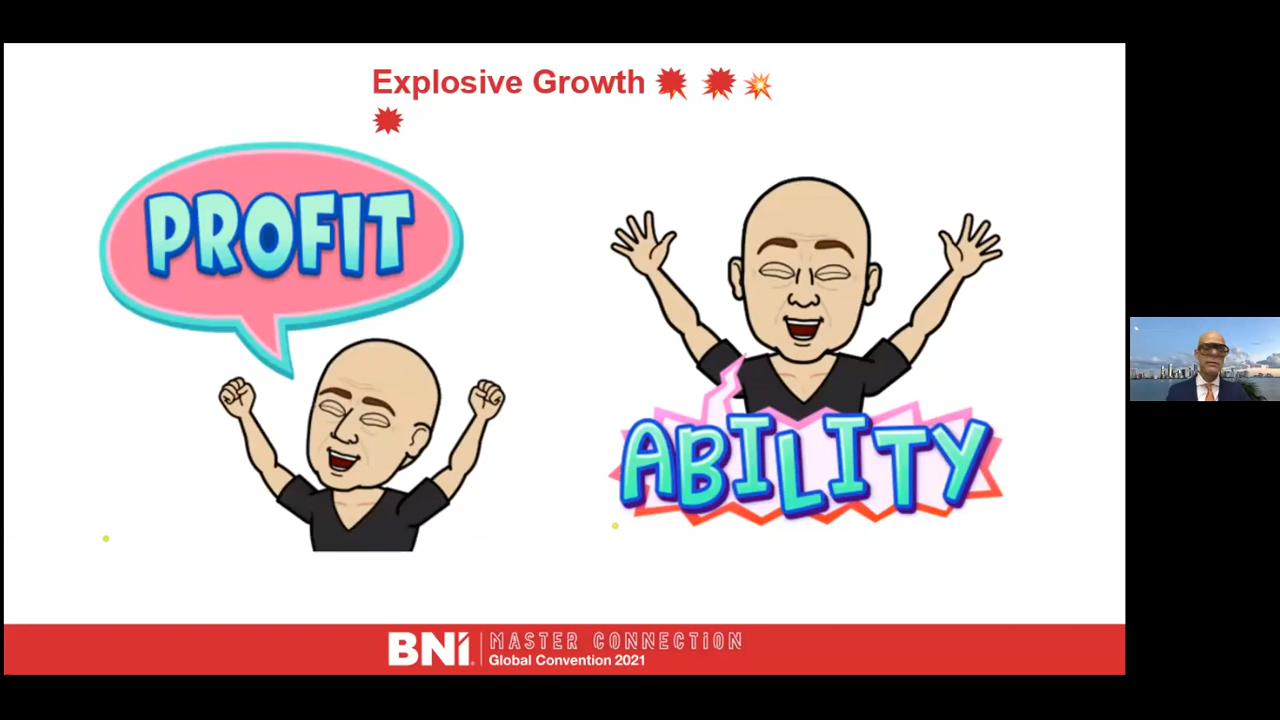 Explosive Growth 💥 💥 💥
💥
PROFIT
ABILITY
BNI
MASTER CONNECTION
Global Convention 2021